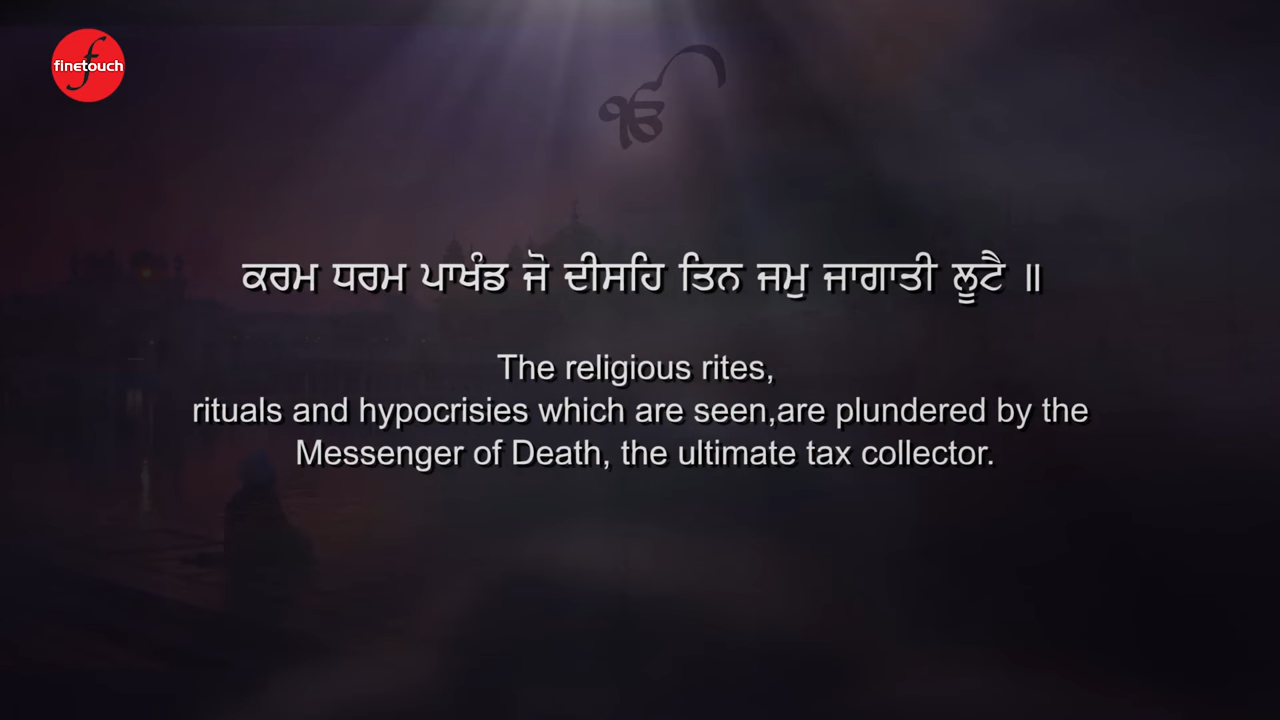 finetouch
ੴ
ਕਰਮ ਧਰਮ ਪਾਖੰਡ ਜੋ ਦੀਸਹਿ ਤਿਨ ਜਮੁ ਜਾਗਾਤੀ ਲੂਟੈ ॥
The religious rites,
rituals and hypocrisies which are seen,are plundered by the
Messenger of Death, the ultimate tax collector.